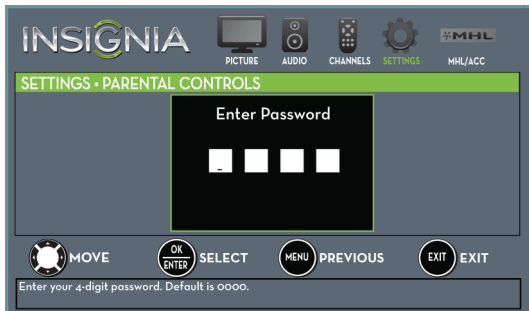 INSIGNIA
PICTURE AUDIO CHANNELS SETTINGS MHL MHL/ACC
SETTINGS • PARENTAL CONTROLS
Enter Password
_
MOVE OK ENTER SELECT MENU PREVIOUS EXIT EXIT
Enter your 4-digit password. Default is 0000.